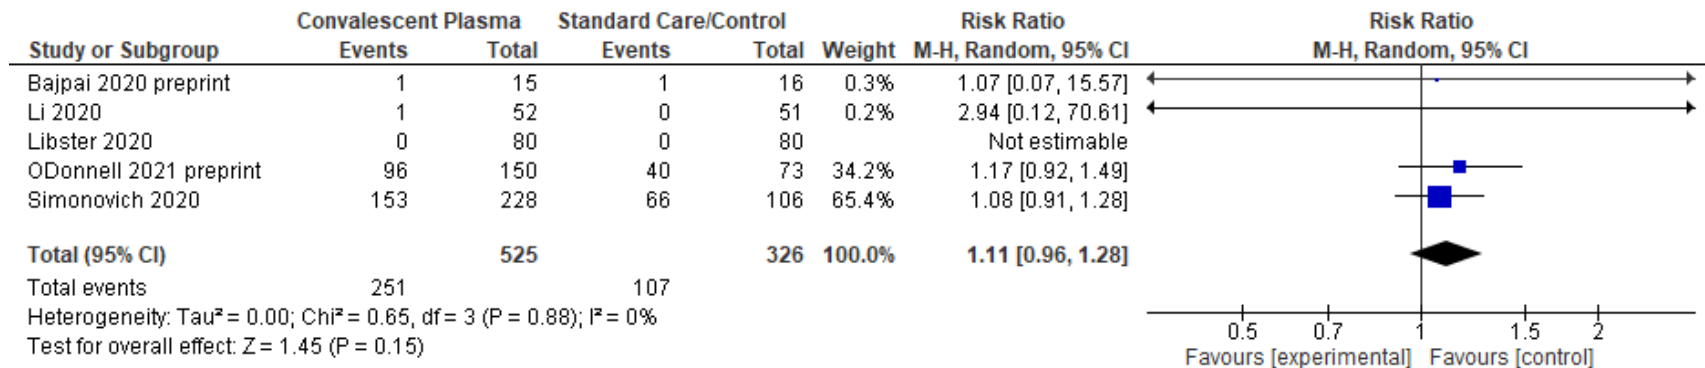 Convalescent Plasma Standard Care/Control Risk Ratio Risk Ratio
Study or Subgroup Events Total Events Total Weight M-H, Random, 95% CI M-H, Random, 95% CI
Bajpai 2020 preprint 1 15 1 16 0.3% 1.07 [0.07, 15.57]
Li 2020 1 52 0 51 0.2% 2.94 [0.12, 70.61]
Libster 2020 0 80 0 80 Not estimable
ODonnell 2021 preprint 96 150 40 73 34.2% 1.17 [0.92, 1.49]
Simonovich 2020 153 228 66 106 65.4% 1.08 [0.91, 1.28]
Total (95% CI) 525 326 100.0% 1.11 [0.96, 1.28]
Total events 251 107
Heterogeneity: Tau² = 0.00; Chi² = 0.65, df = 3 (P = 0.88); I² = 0%
Test for overall effect: Z = 1.45 (P = 0.15)
0.5 0.7 1 1.5 2
Favours [experimental] Favours [control]